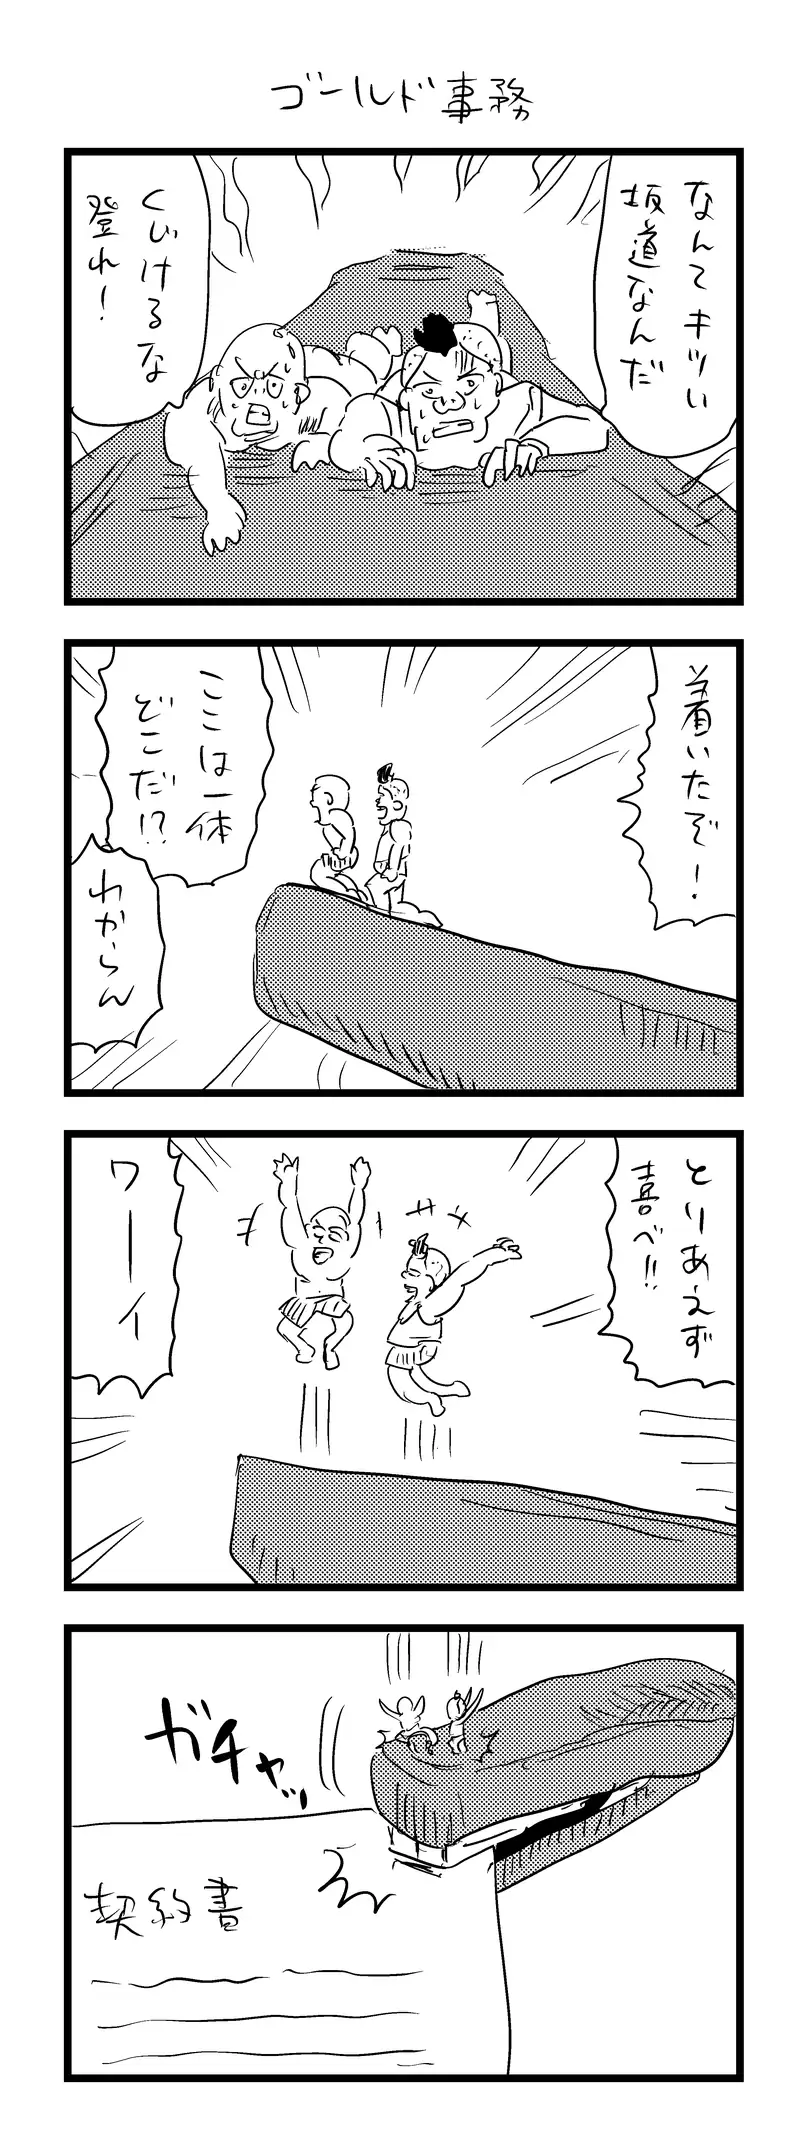 ゴールド事務
なんてキツい
坂道なんだ
くじけるな
登れ!
着いたぞ!
ここは一体
どこだ!?
わからん
とりあえず
喜べ!!
ワーイ
ガチャッ
契約書